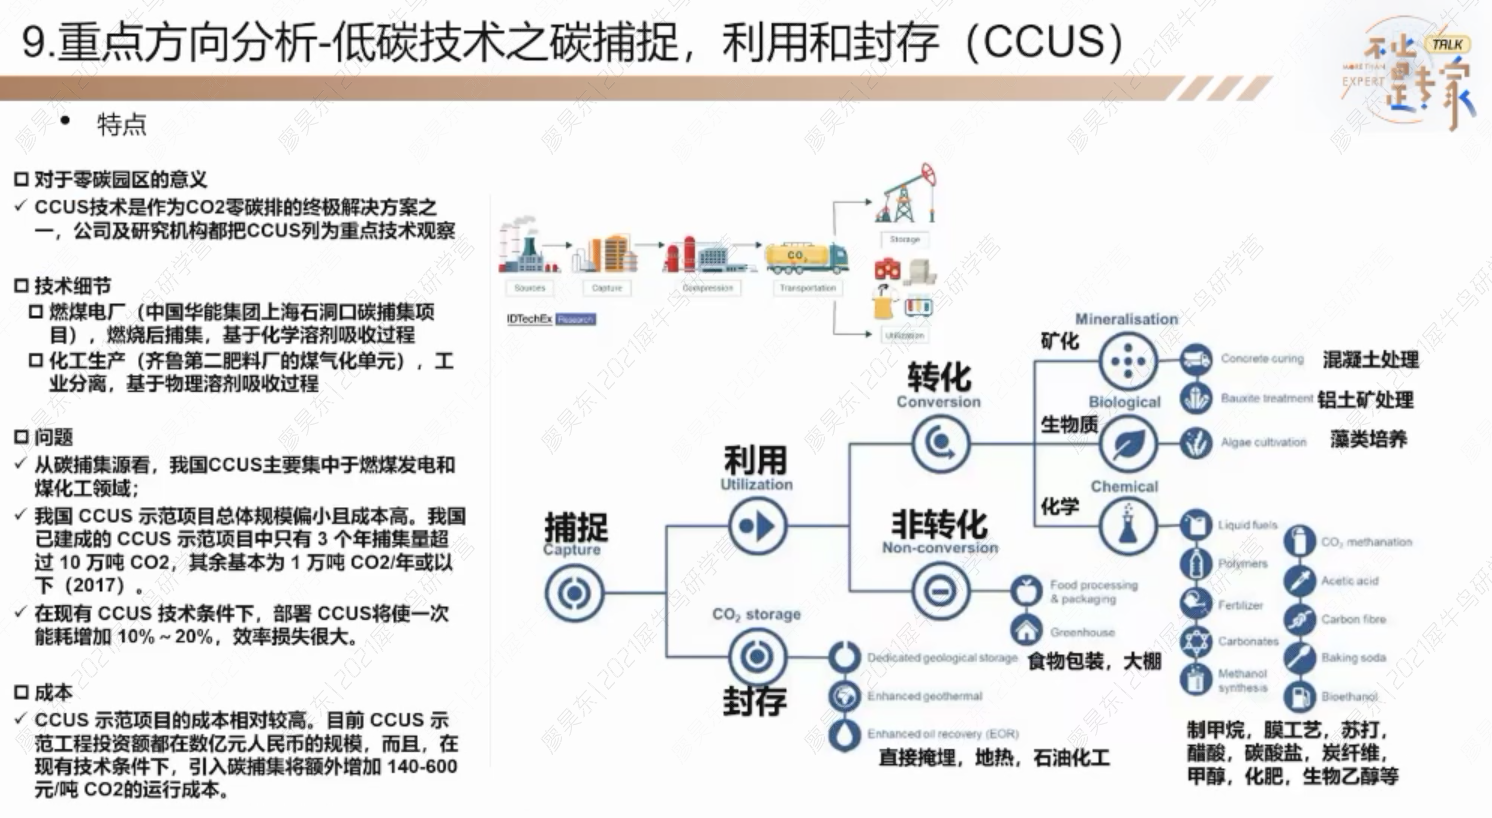 9.重点方向分析-低碳技术之碳捕捉，利用和封存（CCUS）
TALK
不止是专家
MORE THAN
EXPERT
• 特点
对于零碳园区的意义
✓ CCUS技术是作为CO2零碳排的终极解决方案之
一，公司及研究机构都把CCUS列为重点技术观察
技术细节
燃煤电厂（中国华能集团上海石洞口碳捕集项
目），燃烧后捕集，基于化学溶剂吸收过程
化工生产（齐鲁第二肥料厂的煤气化单元），工
业分离，基于物理溶剂吸收过程
问题
✓ 从碳捕集源看，我国CCUS主要集中于燃煤发电和
煤化工领域；
✓ 我国 CCUS 示范项目总体规模偏小且成本高。我国
已建成的 CCUS 示范项目中只有 3 个年捕集量超
过 10 万吨 CO2，其余基本为 1 万吨 CO2/年或以
下（2017）。
✓ 在现有 CCUS 技术条件下，部署 CCUS将使一次
能耗增加 10%～20%，效率损失很大。
成本
✓ CCUS 示范项目的成本相对较高。目前 CCUS 示
范工程投资额都在数亿元人民币的规模，而且，在
现有技术条件下，引入碳捕集将额外增加 140-600
元/吨 CO2的运行成本。
Sources
Capture
Compression
CO2
Transportation
Storage
Utilization
IDTechEx Research
捕捉
Capture
利用
Utilization
CO2 storage
封存
转化
Conversion
非转化
Non-conversion
Mineralisation
矿化
Concrete curing 混凝土处理
Bauxite treatment 铝土矿处理
Biological
生物质
Algae cultivation 藻类培养
Chemical
化学
Liquid fuels
Polymers
Fertilizer
Carbonates
Methanol
synthesis
CO2 methanation
Acetic acid
Carbon fibre
Baking soda
Bioethanol
制甲烷，膜工艺，苏打，
醋酸，碳酸盐，炭纤维，
甲醇，化肥，生物乙醇等
Food processing
& packaging
Greenhouse
食物包装，大棚
Dedicated geological storage
Enhanced geothermal
Enhanced oil recovery (EOR)
直接掩埋，地热，石油化工
廖昊东|2021犀牛鸟研学营